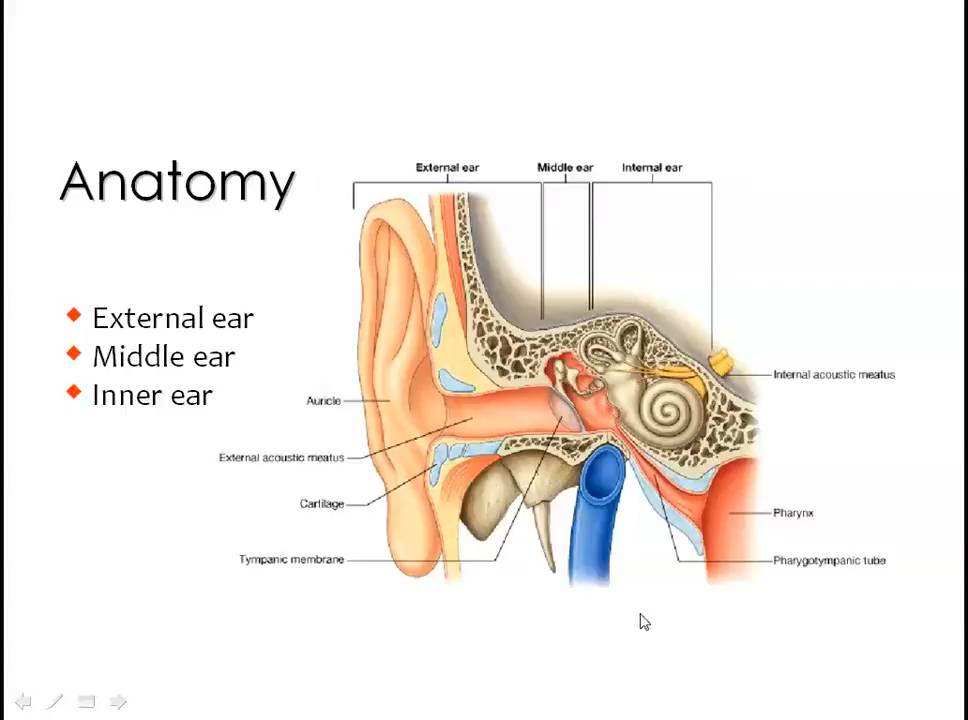 Anatomy
External ear
Middle ear
Inner ear
External ear
Middle ear
Internal ear
Auricle
External acoustic meatus
Cartilage
Tympanic membrane
Internal acoustic meatus
Pharynx
Pharygotympanic tube